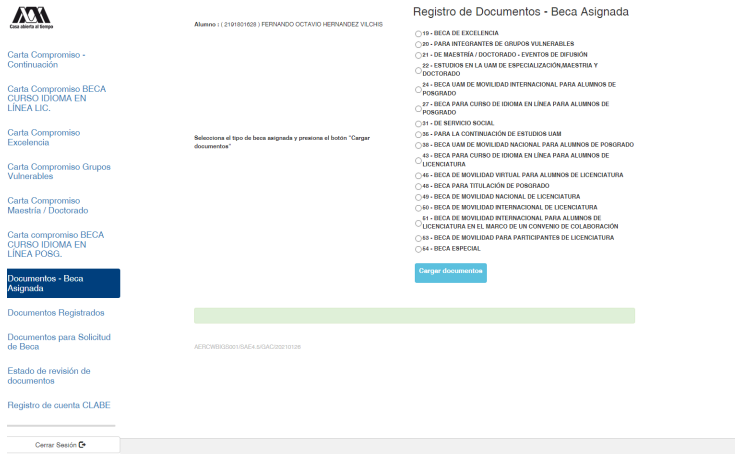 Casa abierta al tiempo
Carta Compromiso -
Continuación
Carta Compromiso BECA
CURSO IDIOMA EN
LÍNEA LIC.
Carta Compromiso
Excelencia
Carta Compromiso Grupos
Vulnerables
Carta Compromiso
Maestría / Doctorado
Carta compromiso BECA
CURSO IDIOMA EN
LÍNEA POSG.
Documentos - Beca
Asignada
Documentos Registrados
Documentos para Solicitud
de Beca
Estado de revisión de
documentos
Registro de cuenta CLABE
Cerrar Sesión
Registro de Documentos - Beca Asignada
Alumno : ( 2191801628 ) FERNANDO OCTAVIO HERNANDEZ VILCHIS
Selecciona el tipo de beca asignada y presiona el botón "Cargar
documentos"
19 - BECA DE EXCELENCIA
20 - PARA INTEGRANTES DE GRUPOS VULNERABLES
21 - DE MAESTRÍA / DOCTORADO - EVENTOS DE DIFUSIÓN
22 - ESTUDIOS EN LA UAM DE ESPECIALIZACIÓN,MAESTRIA Y
DOCTORADO
24 - BECA UAM DE MOVILIDAD INTERNACIONAL PARA ALUMNOS DE
POSGRADO
27 - BECA PARA CURSO DE IDIOMA EN LÍNEA PARA ALUMNOS DE
POSGRADO
31 - DE SERVICIO SOCIAL
36 - PARA LA CONTINUACIÓN DE ESTUDIOS UAM
38 - BECA UAM DE MOVILIDAD NACIONAL PARA ALUMNOS DE POSGRADO
43 - BECA PARA CURSO DE IDIOMA EN LÍNEA PARA ALUMNOS DE
LICENCIATURA
46 - BECA DE MOVILIDAD VIRTUAL PARA ALUMNOS DE LICENCIATURA
48 - BECA PARA TITULACIÓN DE POSGRADO
49 - BECA DE MOVILIDAD NACIONAL DE LICENCIATURA
50 - BECA DE MOVILIDAD INTERNACIONAL DE LICENCIATURA
51 - BECA DE MOVILIDAD INTERNACIONAL PARA ALUMNOS DE
LICENCIATURA EN EL MARCO DE UN CONVENIO DE COLABORACIÓN
53 - BECA DE MOVILIDAD PARA PARTICIPANTES DE LICENCIATURA
54 - BECA ESPECIAL
Cargar documentos